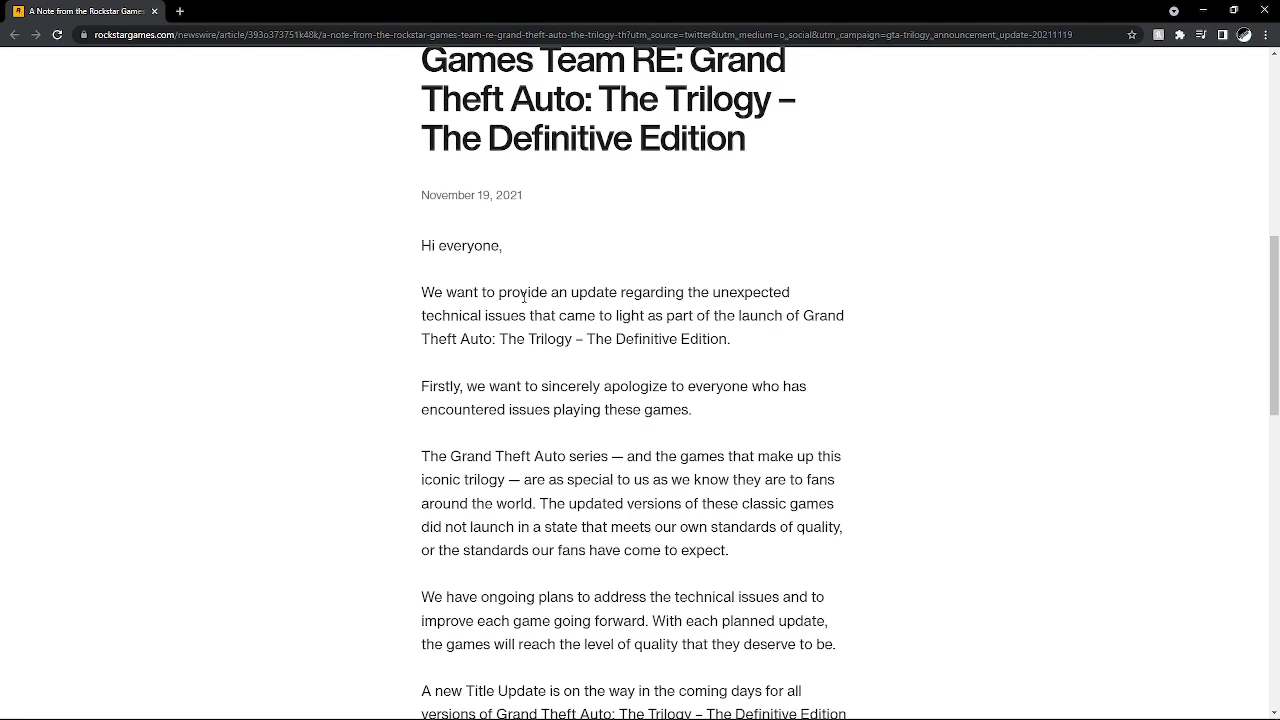 A Note from the Rockstar Games
rockstargames.com/newswire/article/393o373751k48k/a-note-from-the-rockstar-games-team-re-grand-theft-auto-the-trilogy-th?utm_source=twitter&utm_medium=o_social&utm_campaign=gta-trilogy_announcement_update-20211119
Games Team RE: Grand
Theft Auto: The Trilogy –
The Definitive Edition
November 19, 2021
Hi everyone,
We want to provide an update regarding the unexpected
technical issues that came to light as part of the launch of Grand
Theft Auto: The Trilogy – The Definitive Edition.
Firstly, we want to sincerely apologize to everyone who has
encountered issues playing these games.
The Grand Theft Auto series — and the games that make up this
iconic trilogy — are as special to us as we know they are to fans
around the world. The updated versions of these classic games
did not launch in a state that meets our own standards of quality,
or the standards our fans have come to expect.
We have ongoing plans to address the technical issues and to
improve each game going forward. With each planned update,
the games will reach the level of quality that they deserve to be.
A new Title Update is on the way in the coming days for all
versions of Grand Theft Auto: The Trilogy – The Definitive Edition